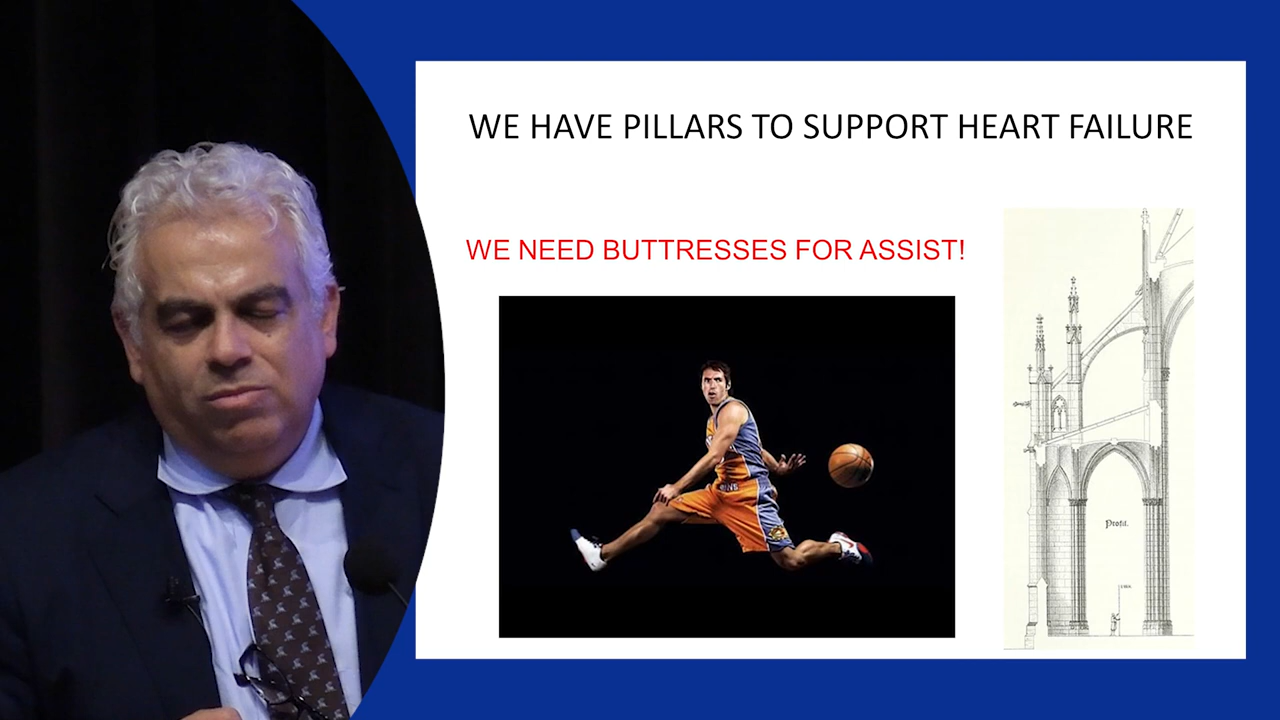 WE HAVE PILLARS TO SUPPORT HEART FAILURE
WE NEED BUTTRESSES FOR ASSIST!
Profil.